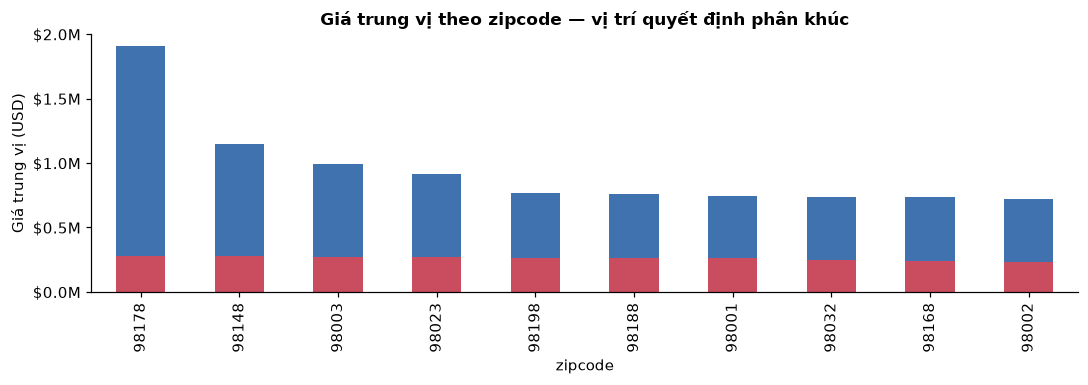 Giá trung vị theo zipcode — vị trí quyết định phân khúc
Giá trung vị (USD)
$2.0M
$1.5M
$1.0M
$0.5M
$0.0M
98178
98148
98003
98023
98198
98188
98001
98032
98168
98002
zipcode